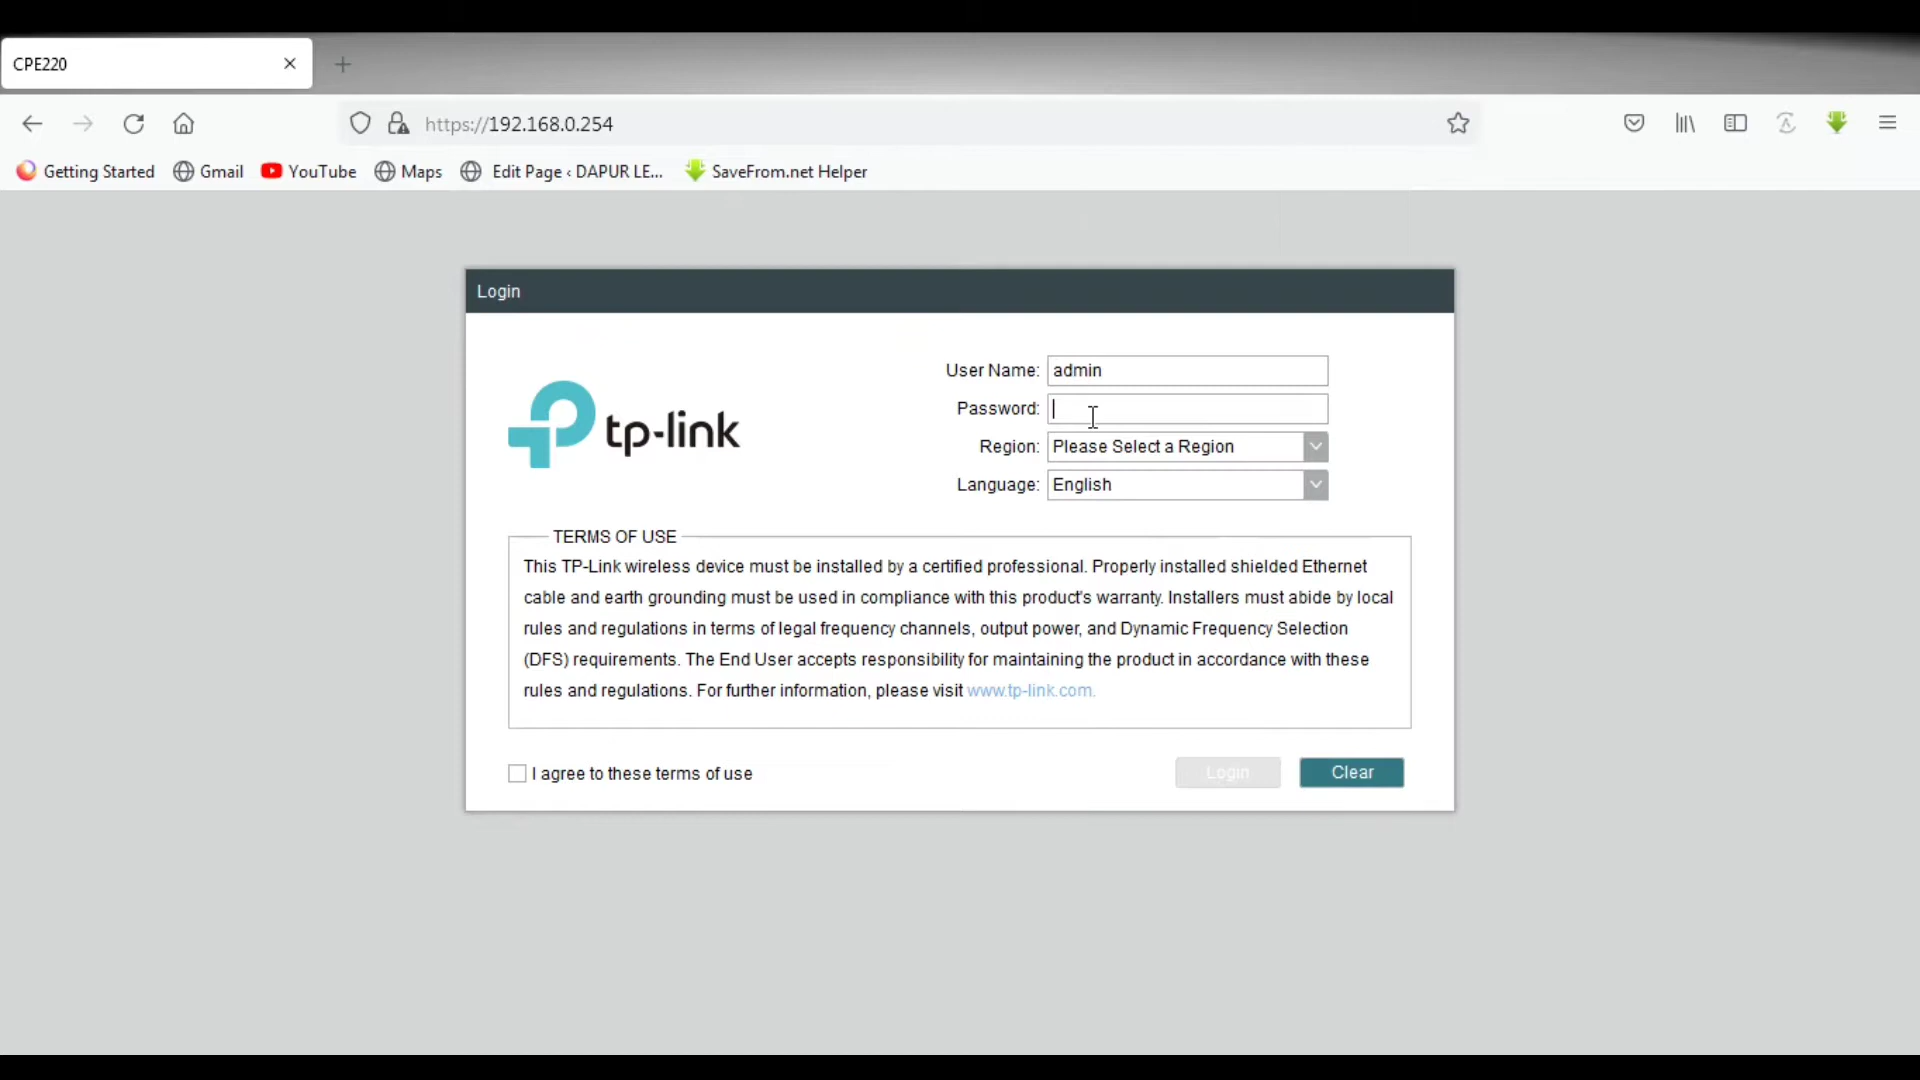 CPE220
https://192.168.0.254
Getting Started Gmail YouTube Maps Edit Page ‹ DAPUR LE... SaveFrom.net Helper
Login
tp-link
User Name: admin
Password:
Region: Please Select a Region
Language: English
TERMS OF USE
This TP-Link wireless device must be installed by a certified professional. Properly installed shielded Ethernet
cable and earth grounding must be used in compliance with this product's warranty. Installers must abide by local
rules and regulations in terms of legal frequency channels, output power, and Dynamic Frequency Selection
(DFS) requirements. The End User accepts responsibility for maintaining the product in accordance with these
rules and regulations. For further information, please visit www.tp-link.com.
I agree to these terms of use
Login Clear